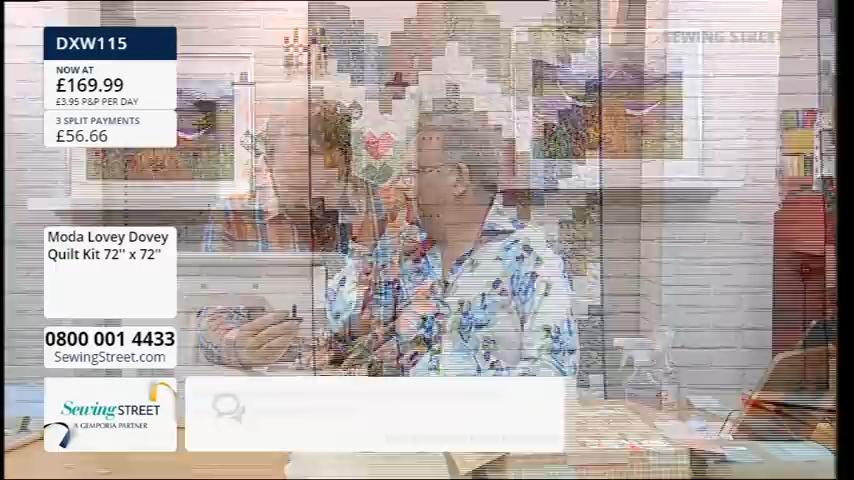 DXW115
NOW AT
£169.99
£3.95 P&P PER DAY
3 SPLIT PAYMENTS
£56.66
Moda Lovey Dovey
Quilt Kit 72" x 72"
0800 001 4433
SewingStreet.com
Sewing STREET
A GEMPORIA PARTNER
SEWING STREET